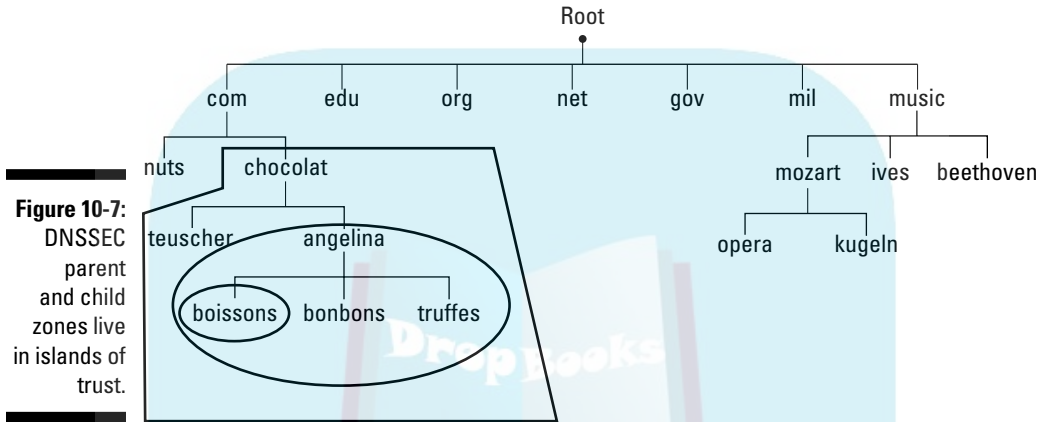 Root
com edu org net gov mil music
nuts chocolat mozart ives beethoven
teuscher angelina opera kugeln
boissons bonbons truffes
Figure 10-7:
DNSSEC
parent
and child
zones live
in islands of
trust.
DropBooks